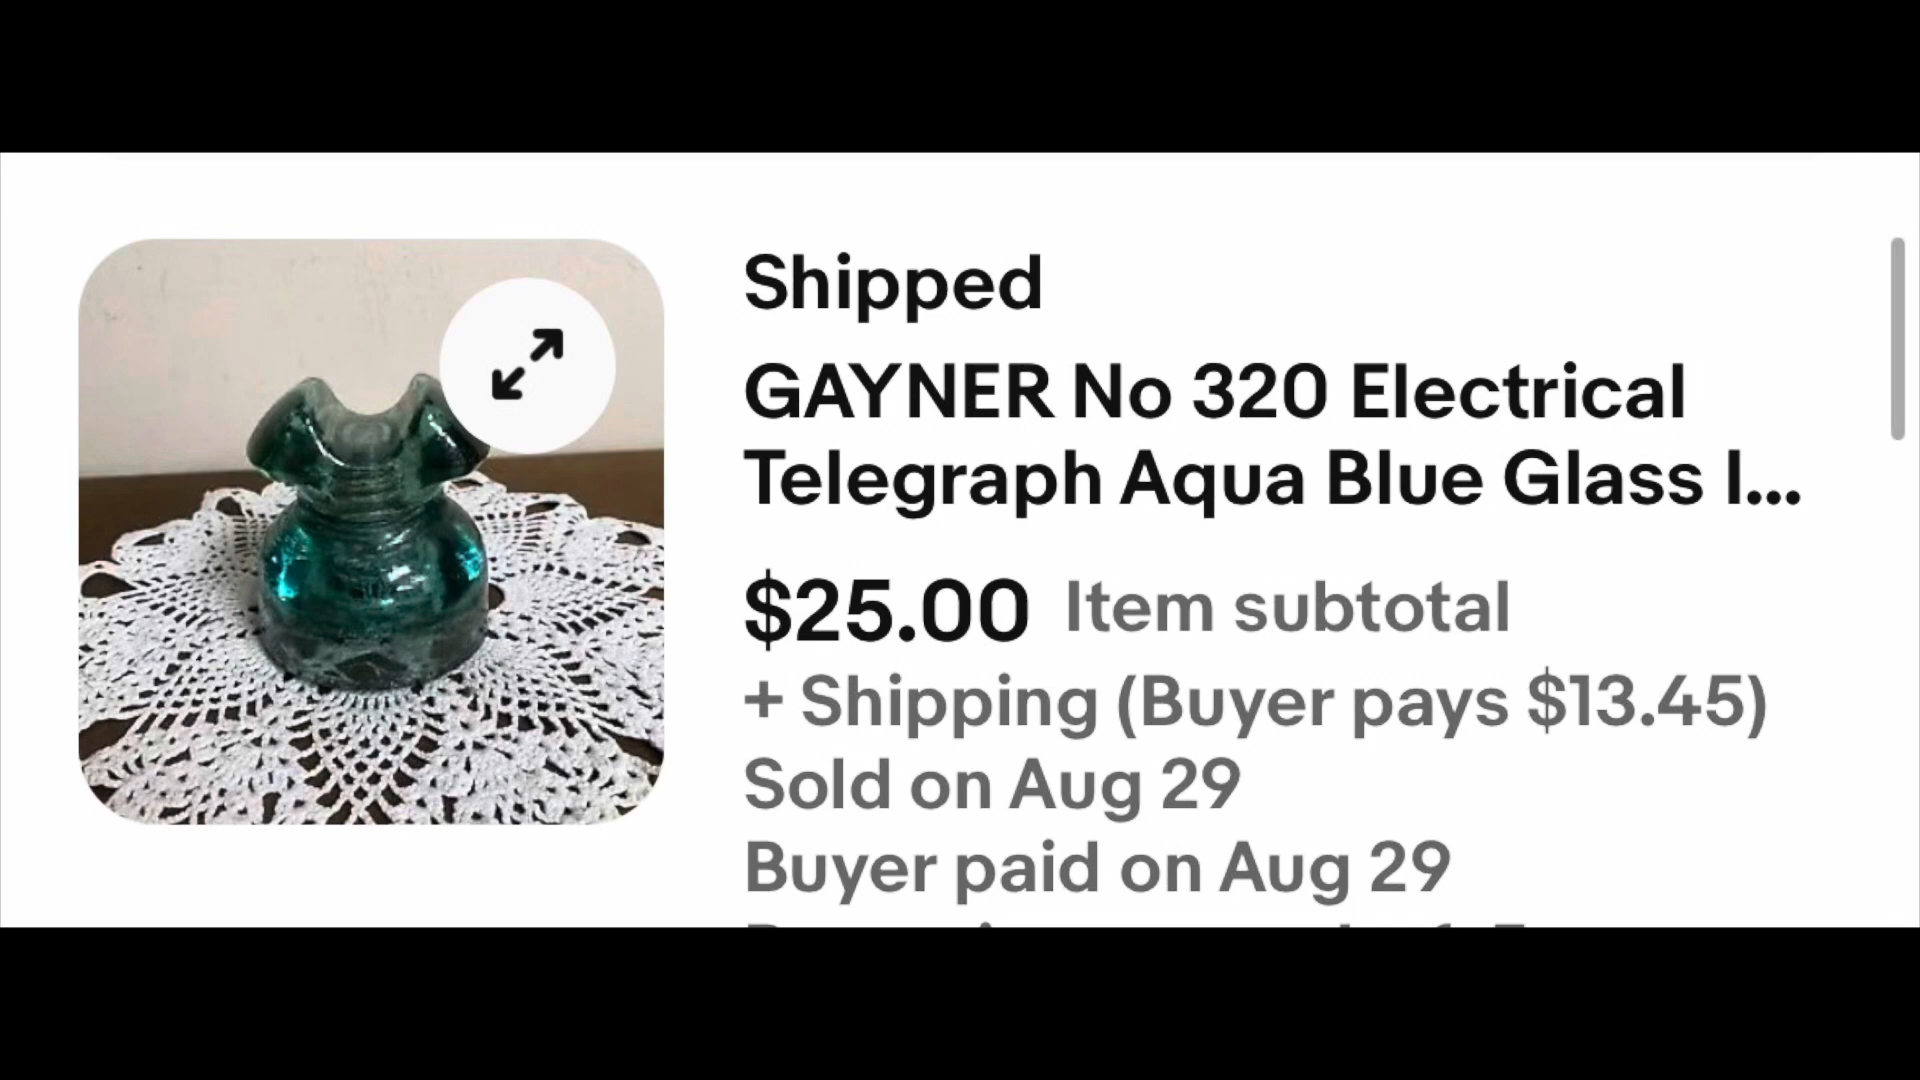 Shipped
GAYNER No 320 Electrical
Telegraph Aqua Blue Glass I...
$25.00 Item subtotal
+ Shipping (Buyer pays $13.45)
Sold on Aug 29
Buyer paid on Aug 29